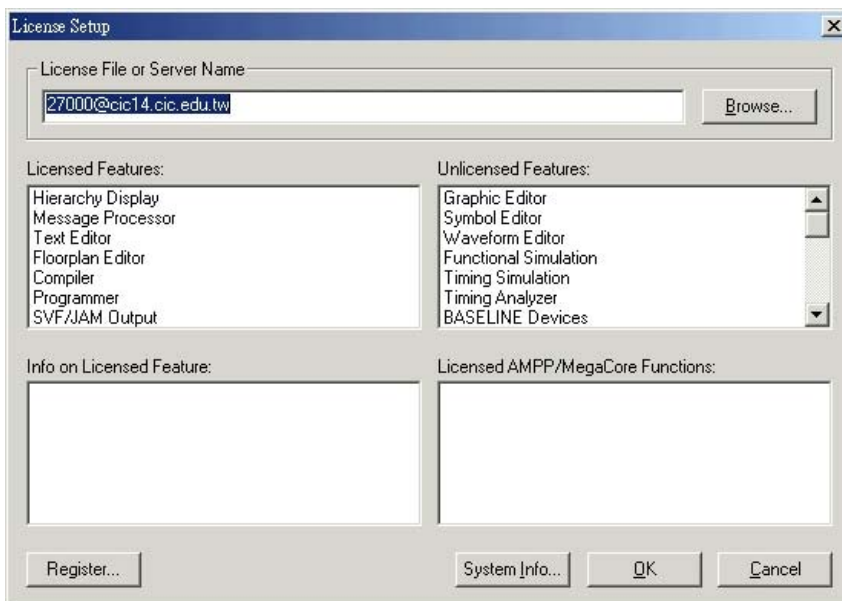 License Setup
License File or Server Name
27000@cic14.cic.edu.tw
Browse...
Licensed Features:
Hierarchy Display
Message Processor
Text Editor
Floorplan Editor
Compiler
Programmer
SVF/JAM Output
Unlicensed Features:
Graphic Editor
Symbol Editor
Waveform Editor
Functional Simulation
Timing Simulation
Timing Analyzer
BASELINE Devices
Info on Licensed Feature:
Licensed AMPP/MegaCore Functions:
Register...
System Info...
OK
Cancel